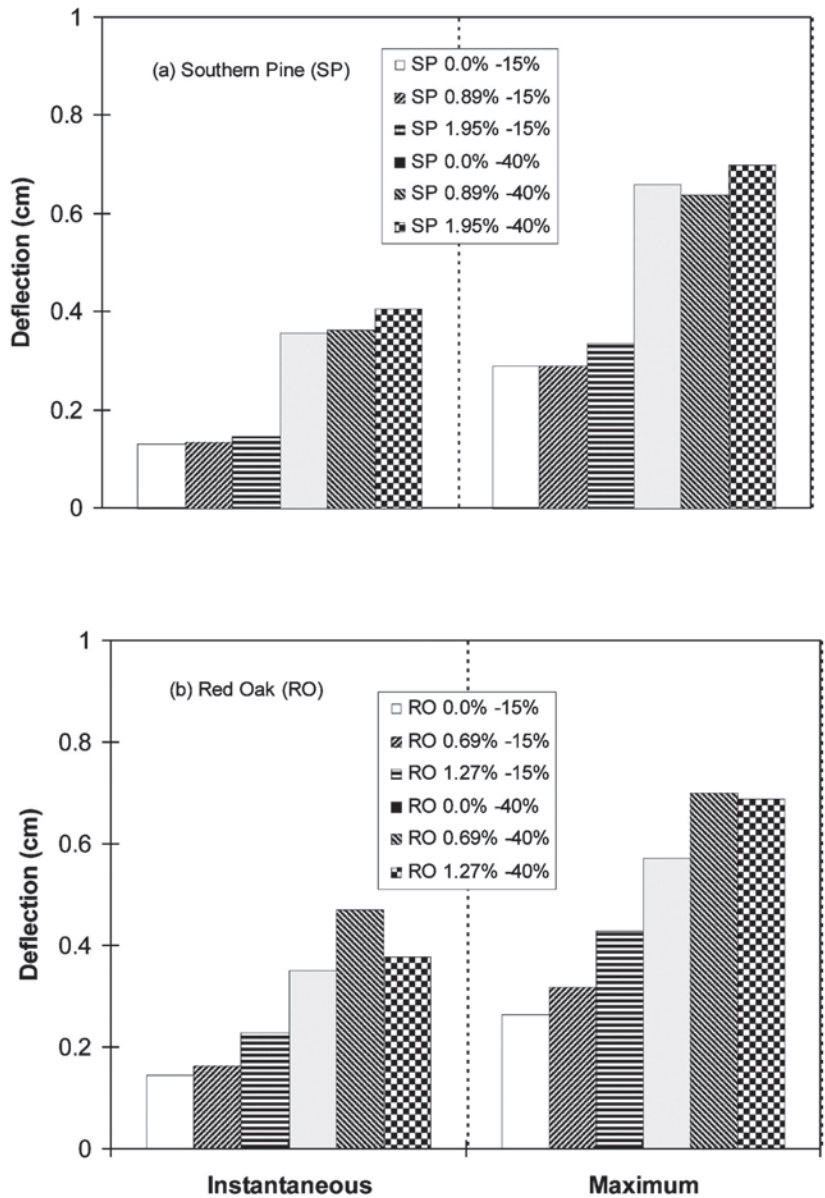 1
(a) Southern Pine (SP)
SP 0.0% -15%
SP 0.89% -15%
SP 1.95% -15%
SP 0.0% -40%
SP 0.89% -40%
SP 1.95% -40%
0.8
0.6
0.4
0.2
0
Deflection (cm)
1
(b) Red Oak (RO)
RO 0.0% -15%
RO 0.69% -15%
RO 1.27% -15%
RO 0.0% -40%
RO 0.69% -40%
RO 1.27% -40%
0.8
0.6
0.4
0.2
0
Deflection (cm)
Instantaneous Maximum